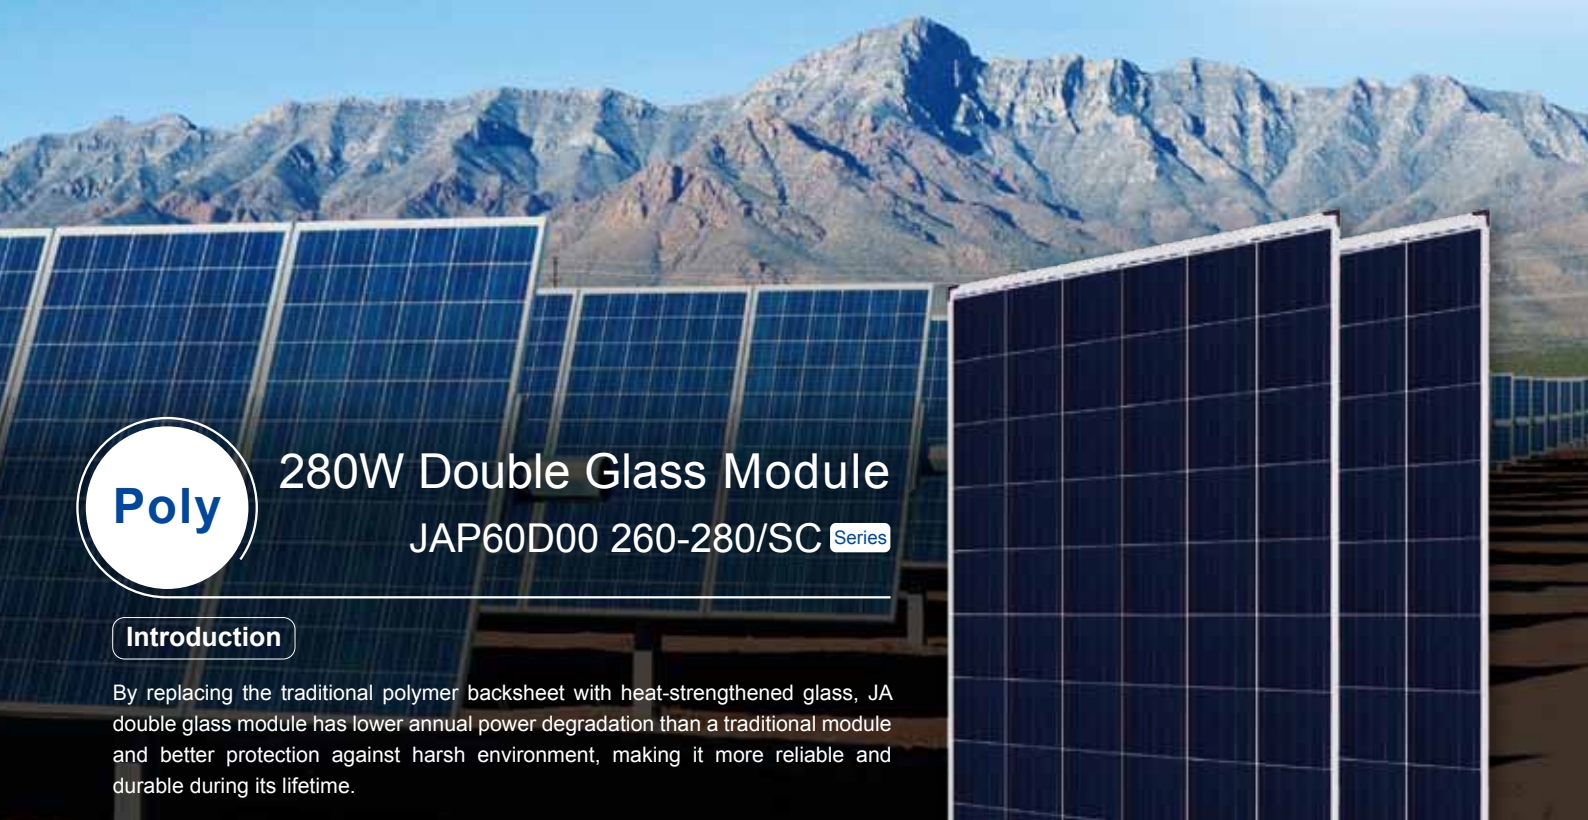 Poly
280W Double Glass Module
JAP60D00 260-280/SC Series
Introduction
By replacing the traditional polymer backsheet with heat-strengthened glass, JA
double glass module has lower annual power degradation than a traditional module
and better protection against harsh environment, making it more reliable and
durable during its lifetime.